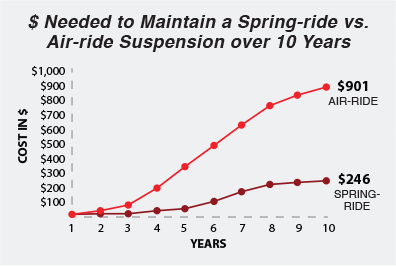 $ Needed to Maintain a Spring-ride vs.
Air-ride Suspension over 10 Years
$1,000
$900
$800
$700
$600
$500
$400
$300
$200
$100
COST IN $
$901
AIR-RIDE
$246
SPRING-
RIDE
1 2 3 4 5 6 7 8 9 10
YEARS